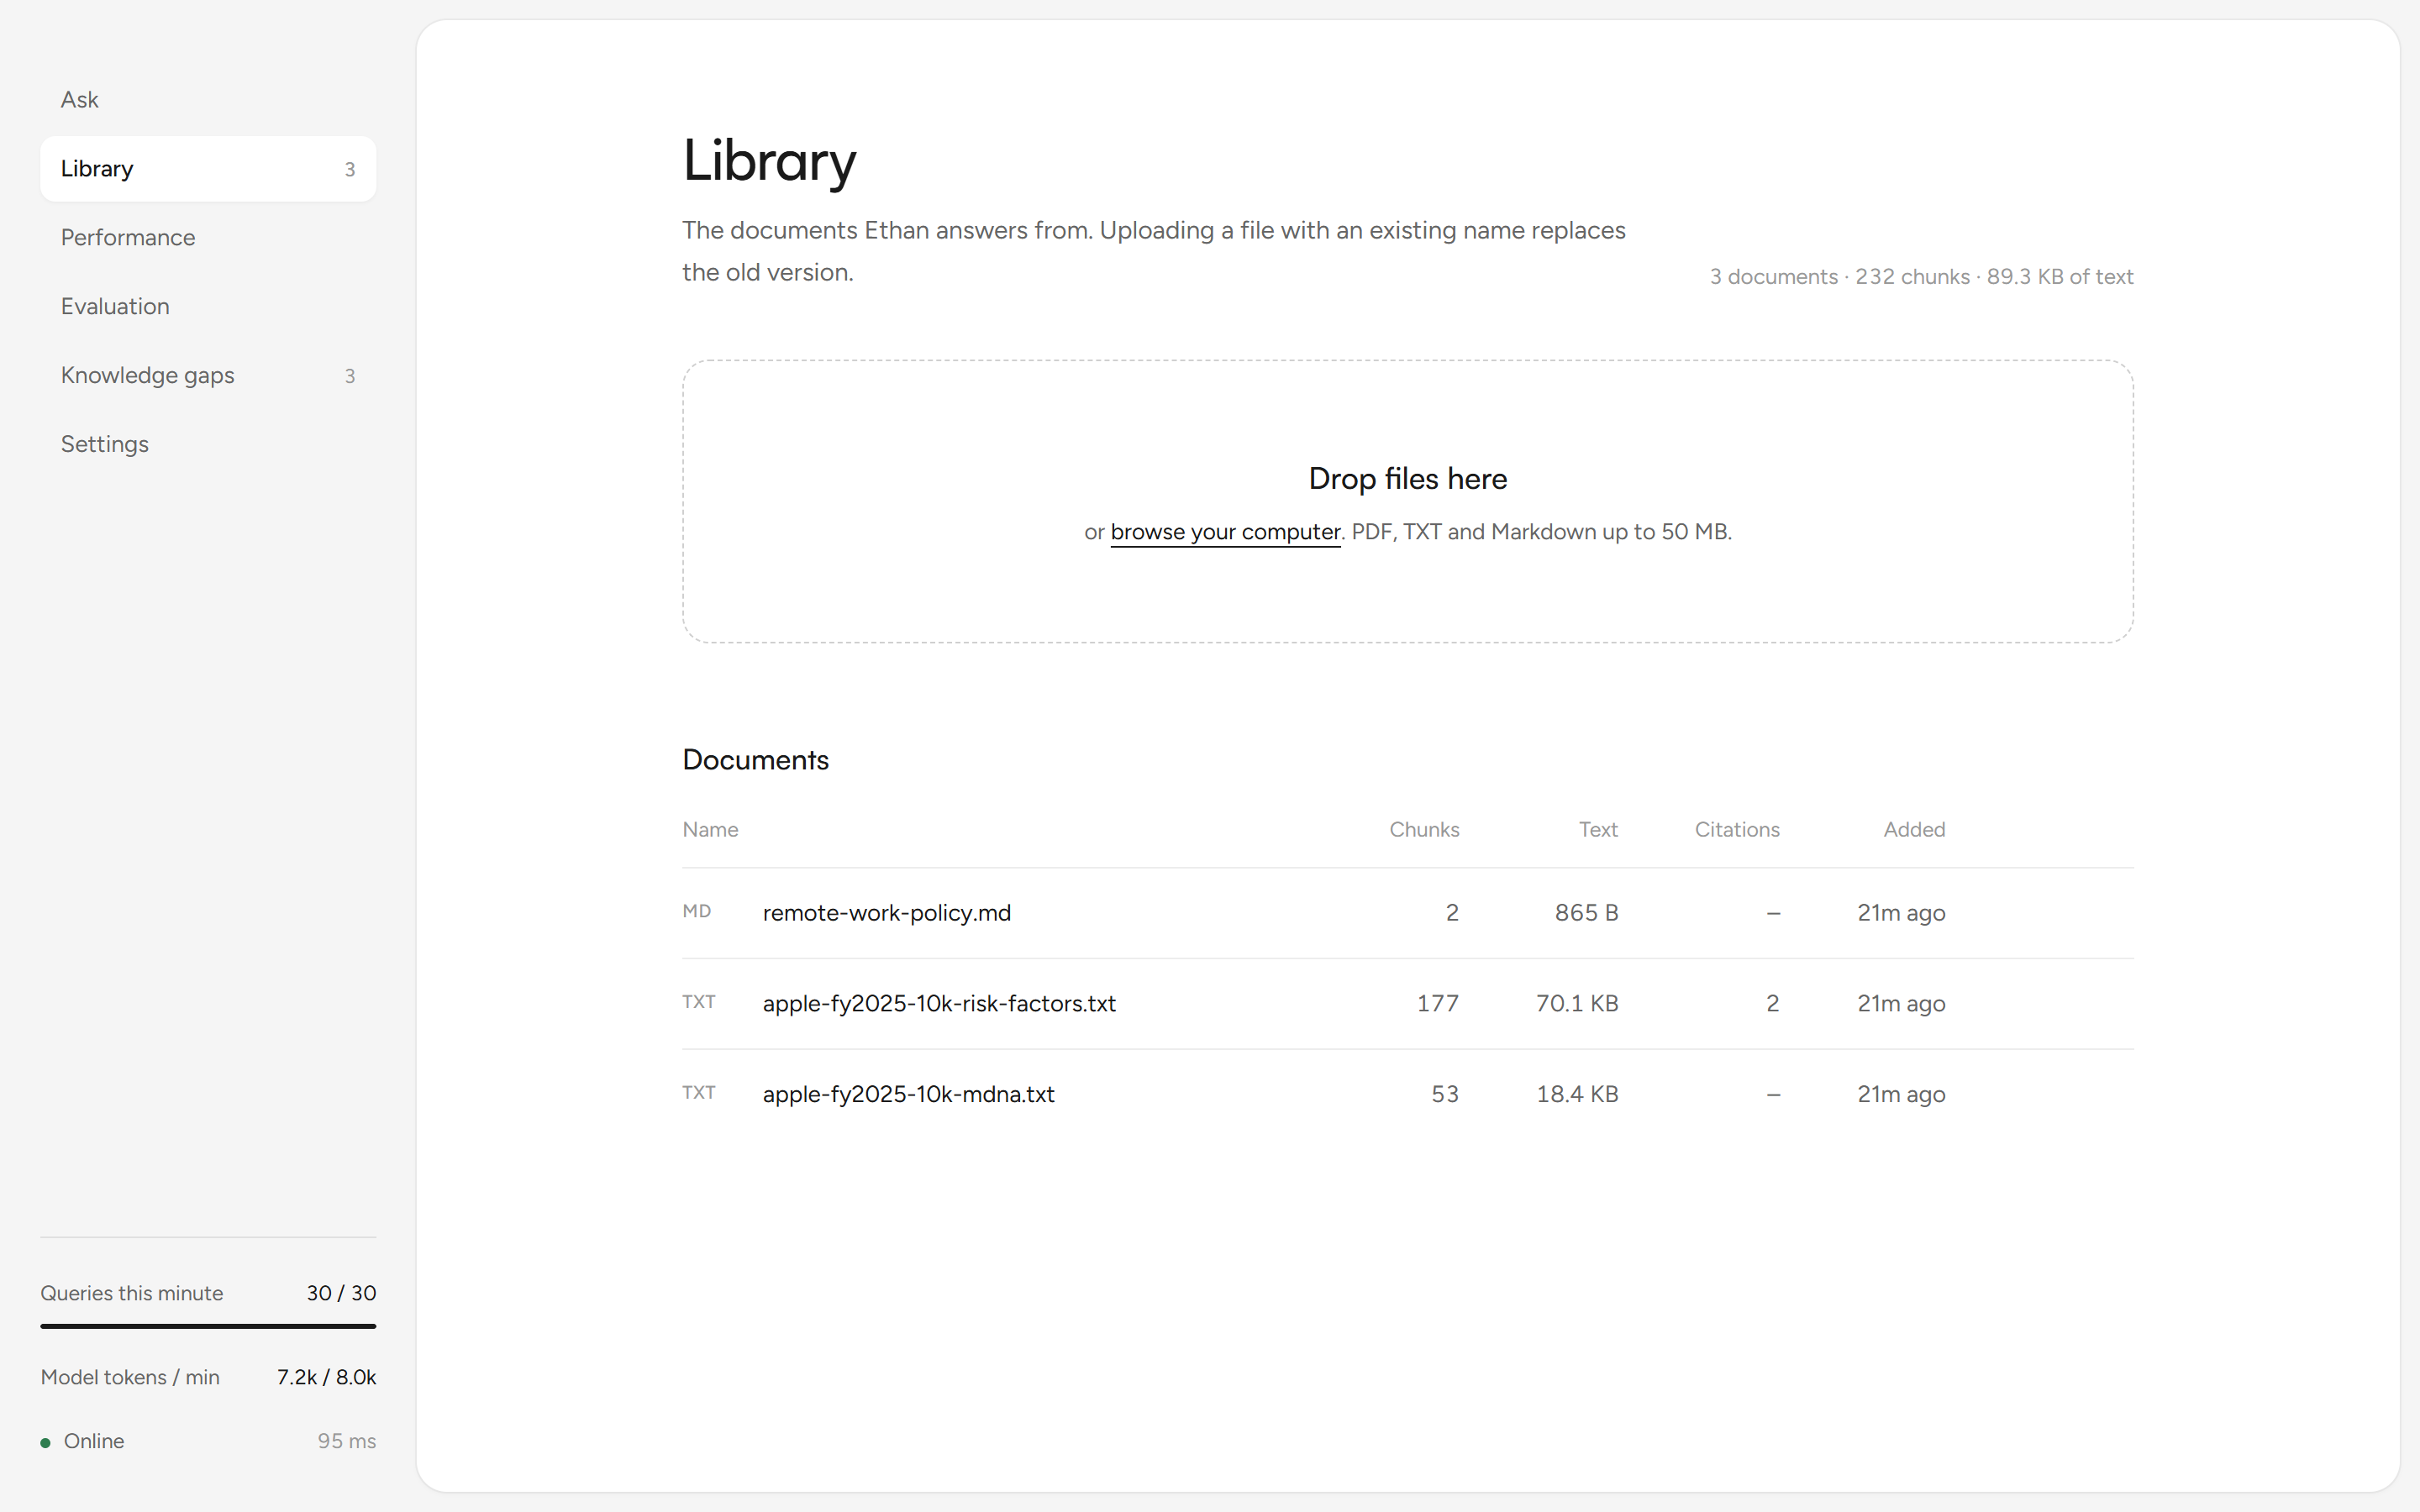 Ask
Library 3
Performance
Evaluation
Knowledge gaps 3
Settings
Queries this minute 30 / 30
Model tokens / min 7.2k / 8.0k
Online 95 ms
Library
The documents Ethan answers from. Uploading a file with an existing name replaces
the old version.
3 documents · 232 chunks · 89.3 KB of text
Drop files here
or browse your computer. PDF, TXT and Markdown up to 50 MB.
Documents
Name Chunks Text Citations Added
MD remote-work-policy.md 2 865 B – 21m ago
TXT apple-fy2025-10k-risk-factors.txt 177 70.1 KB 2 21m ago
TXT apple-fy2025-10k-mdna.txt 53 18.4 KB – 21m ago